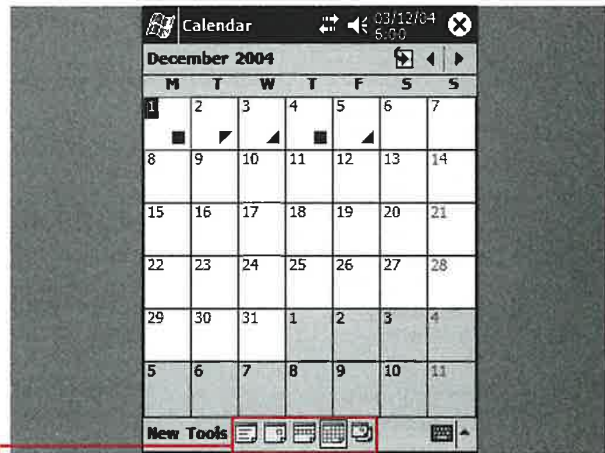 Calendar 03/12/04
6:00
December 2004
M T W T F S S
1 2 3 4 5 6 7
8 9 10 11 12 13 14
15 16 17 18 19 20 21
22 23 24 25 26 27 28
29 30 31 1 2 3 4
5 6 7 8 9 10 11
New Tools